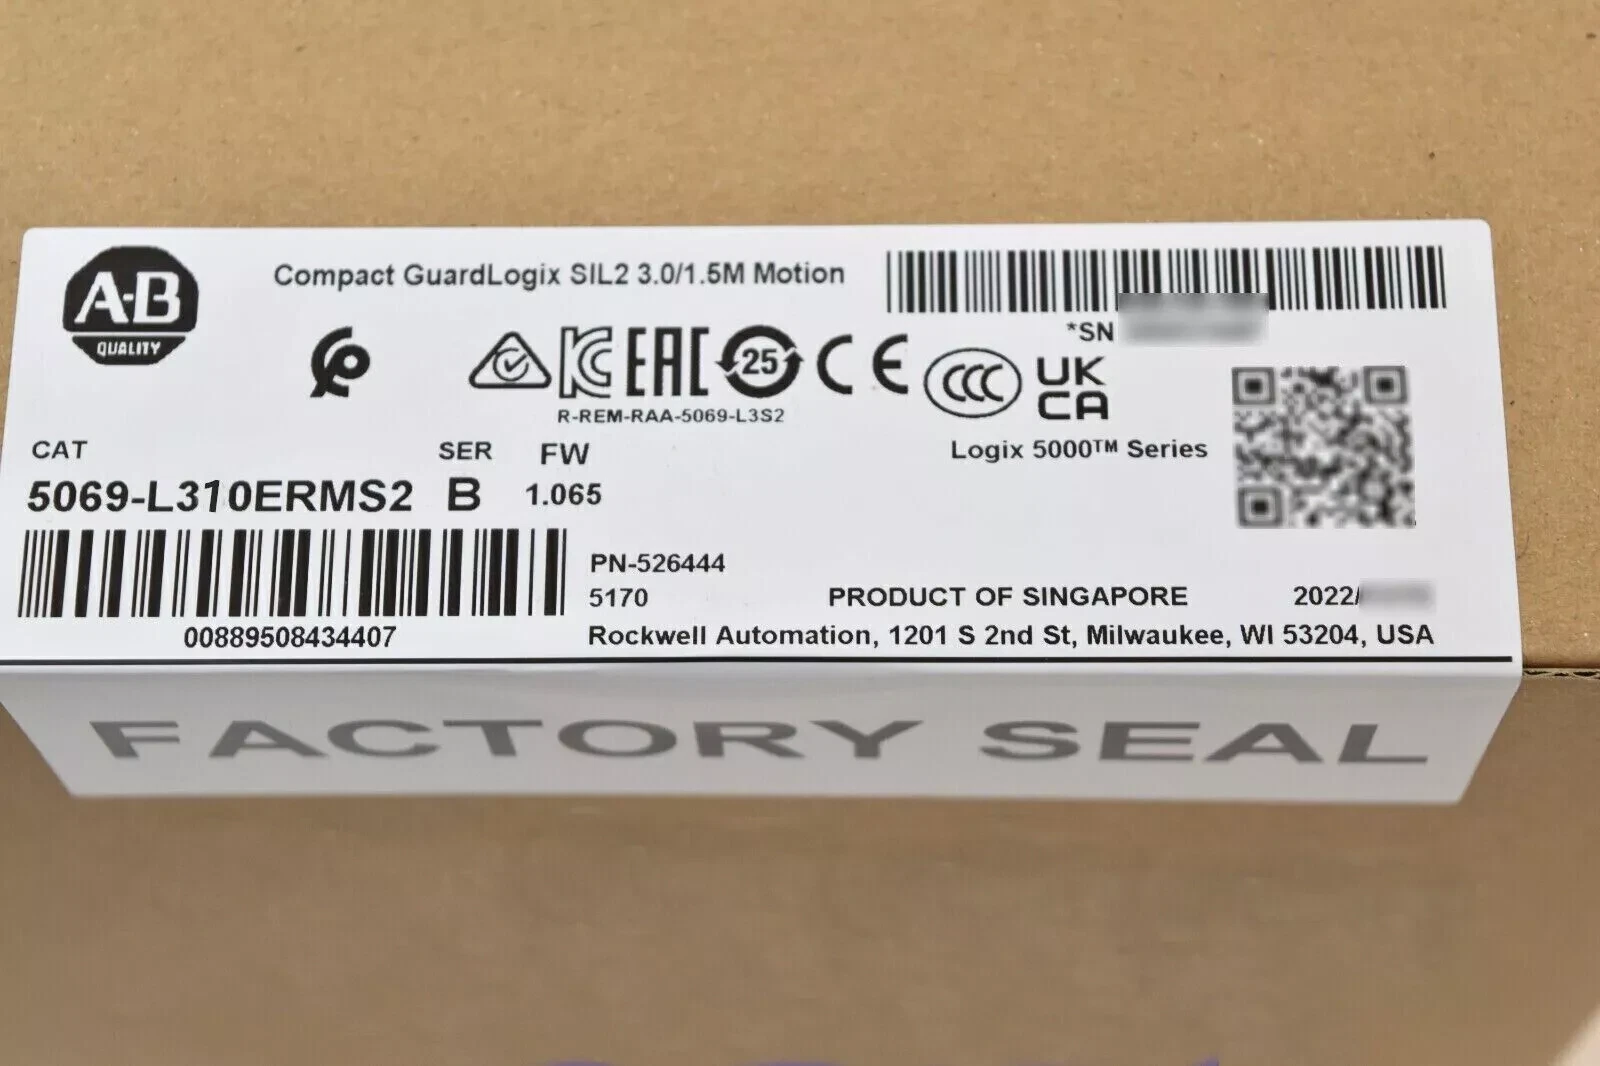 A-B
QUALITY
Compact GuardLogix SIL2 3.0/1.5M Motion
*SN
25
CE
CCC
UK
CA
KC
EAC
R-REM-RAA-5069-L3S2
Logix 5000™ Series
CAT SER FW
5069-L310ERMS2 B 1.065
PN-526444
5170 PRODUCT OF SINGAPORE 2022/
00889508434407
Rockwell Automation, 1201 S 2nd St, Milwaukee, WI 53204, USA
FACTORY SEAL